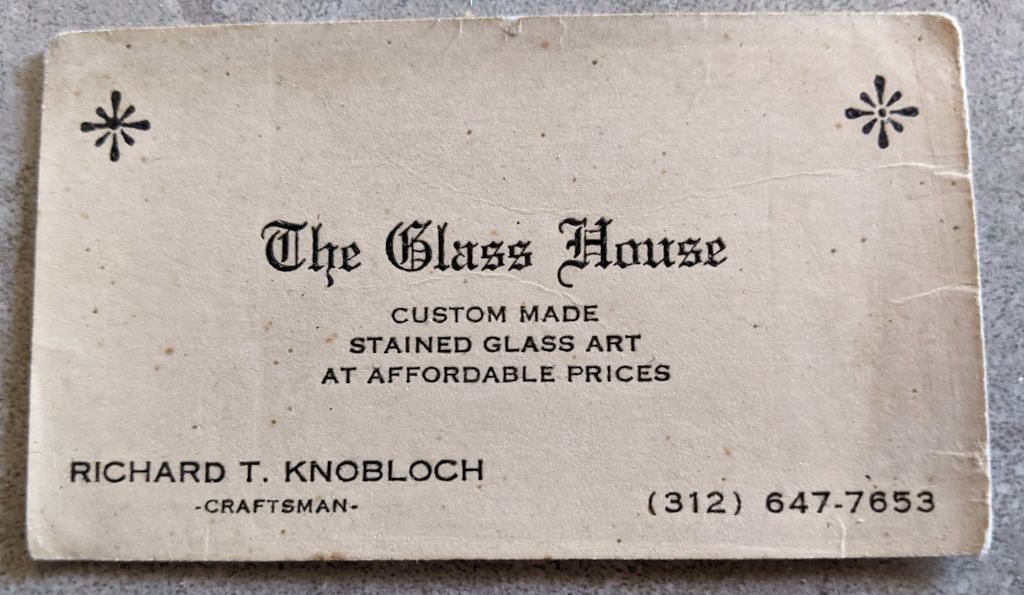 The Glass House
CUSTOM MADE
STAINED GLASS ART
AT AFFORDABLE PRICES
RICHARD T. KNOBLOCH
-CRAFTSMAN-
(312) 647-7653